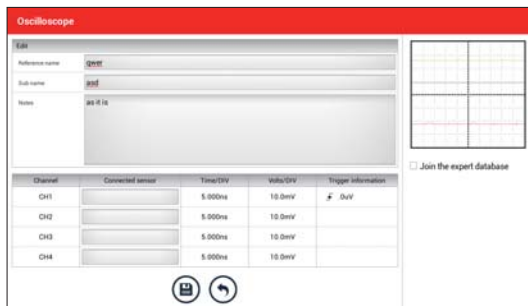 Oscilloscope
Edit
Reference name qwer
Sub name asd
Notes as it is
Join the expert database
Channel Connected sensor Time/DIV Volts/DIV Trigger information
CH1 5.000ns 10.0mV .0uV
CH2 5.000ns 10.0mV
CH3 5.000ns 10.0mV
CH4 5.000ns 10.0mV